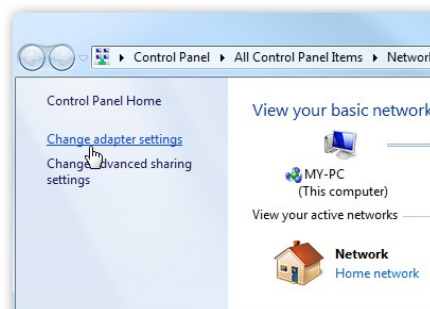 Control Panel All Control Panel Items
Control Panel Home
Change adapter settings
Change advanced sharing
settings
View your basic network
MY-PC
(This computer)
View your active networks
Network
Home network